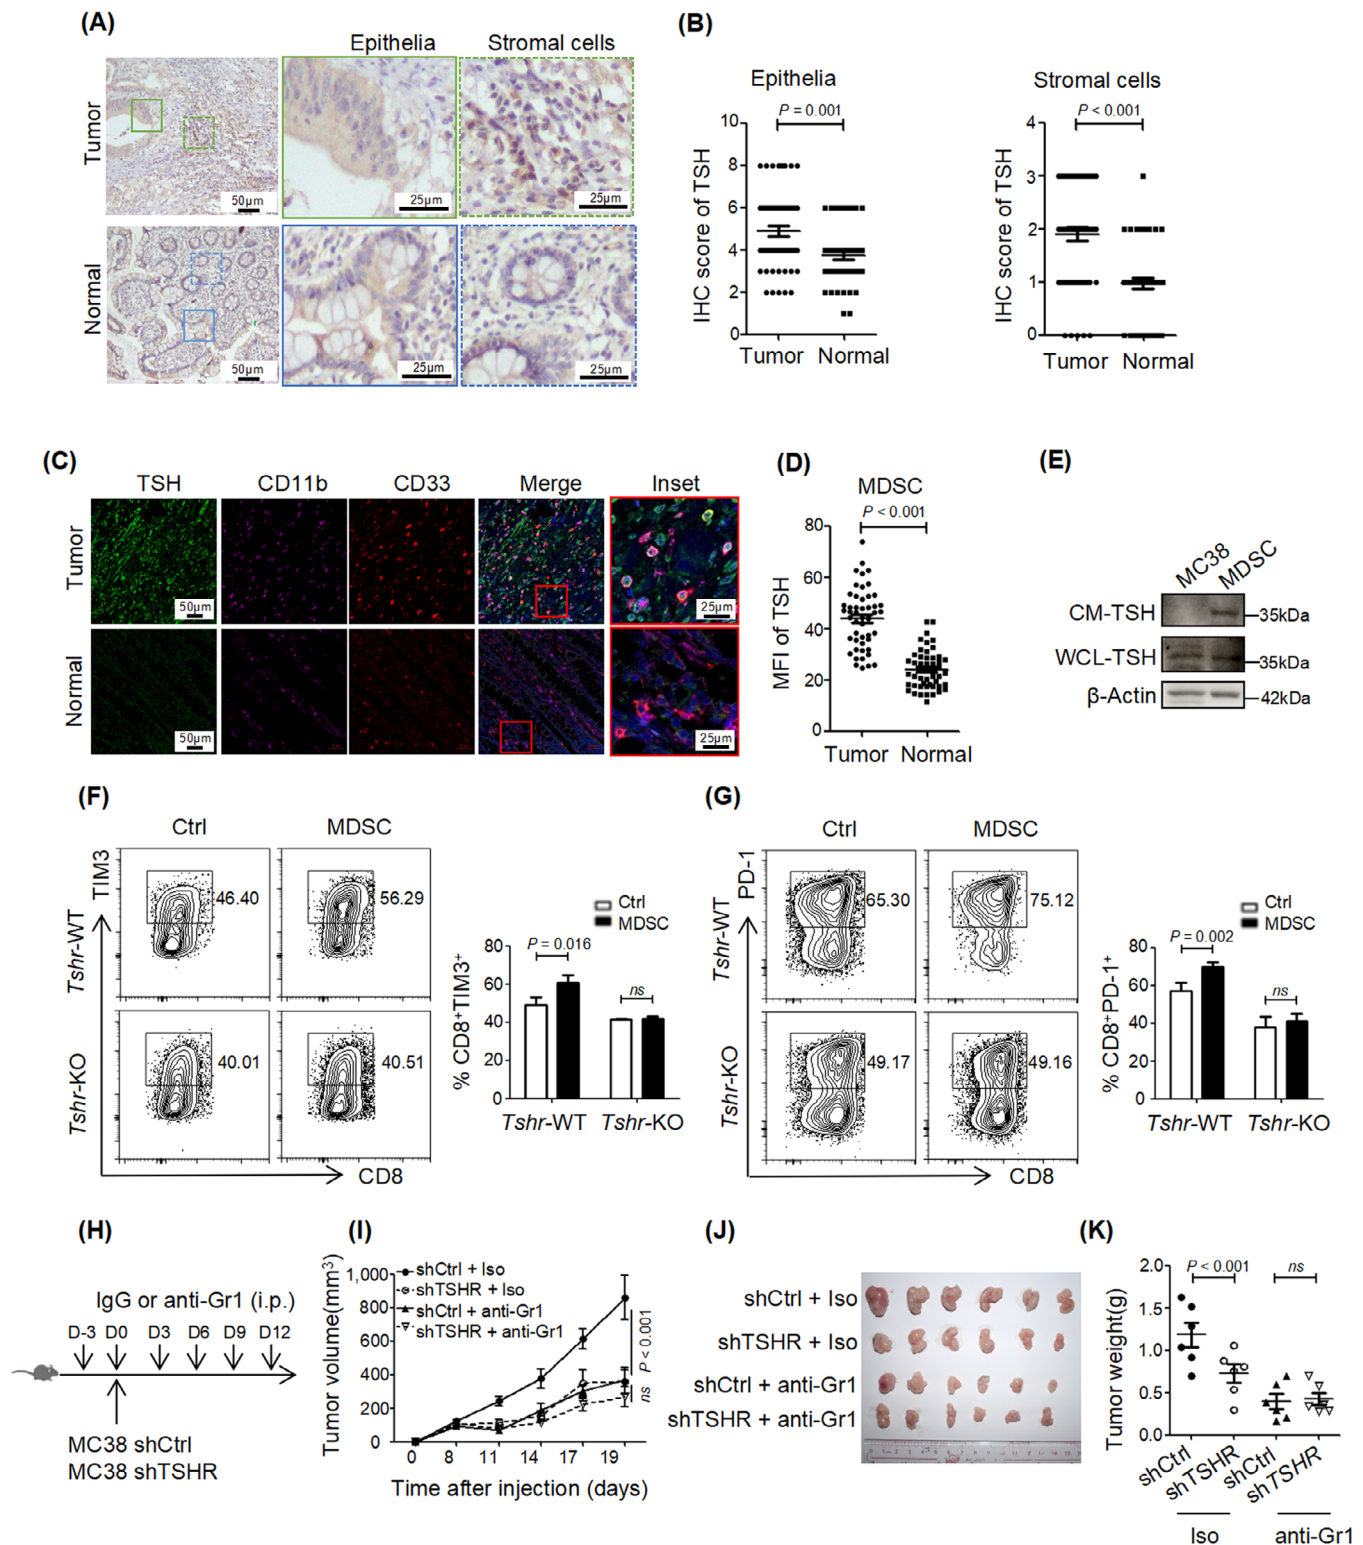 (A)
Epithelia
Stromal cells
Tumor
50μm
25μm
25μm
Normal
50μm
25μm
25μm
(B)
Epithelia
P = 0.001
IHC score of TSH
10
8
6
4
2
0
Tumor
Normal
Stromal cells
P < 0.001
IHC score of TSH
4
3
2
1
0
Tumor
Normal
(C)
TSH
CD11b
CD33
Merge
Inset
Tumor
50μm
25μm
Normal
50μm
25μm
(D)
MDSC
P < 0.001
MFI of TSH
80
60
40
20
0
Tumor
Normal
(E)
MC38
MDSC
CM-TSH
35kDa
WCL-TSH
35kDa
β-Actin
42kDa
(F)
Ctrl
MDSC
TIM3
Tshr-WT
46.40
56.29
Tshr-KO
40.01
40.51
CD8
Ctrl
MDSC
% CD8+TIM3+
80
60
40
20
0
P = 0.016
ns
Tshr-WT
Tshr-KO
(G)
Ctrl
MDSC
PD-1
Tshr-WT
65.30
75.12
Tshr-KO
49.17
49.16
CD8
Ctrl
MDSC
% CD8+PD-1+
80
60
40
20
0
P = 0.002
ns
Tshr-WT
Tshr-KO
(H)
IgG or anti-Gr1 (i.p.)
D-3 D0 D3 D6 D9 D12
MC38 shCtrl
MC38 shTSHR
(I)
Tumor volume(mm3)
1,000
800
600
400
200
0
shCtrl + Iso
shTSHR + Iso
shCtrl + anti-Gr1
shTSHR + anti-Gr1
P < 0.001
ns
0 8 11 14 17 19
Time after injection (days)
(J)
shCtrl + Iso
shTSHR + Iso
shCtrl + anti-Gr1
shTSHR + anti-Gr1
(K)
Tumor weight(g)
2.0
1.5
1.0
0.5
0.0
P < 0.001
ns
shCtrl
shTSHR
shCtrl
shTSHR
Iso
anti-Gr1